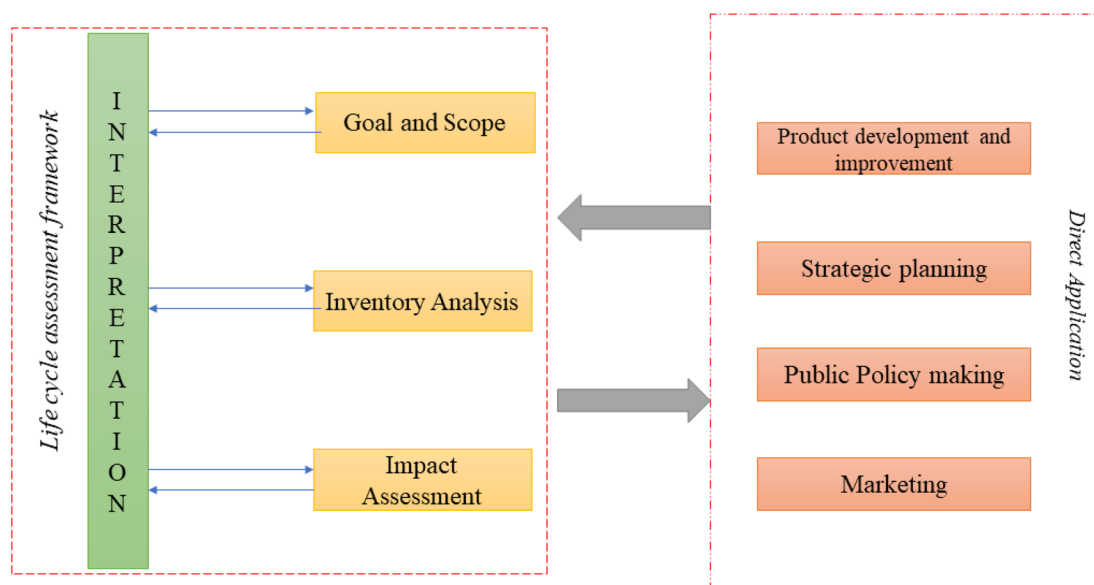 Life cycle assessment framework
INTERPRETATION
Goal and Scope
Inventory Analysis
Impact
Assessment
Product development and
improvement
Strategic planning
Public Policy making
Marketing
Direct Application